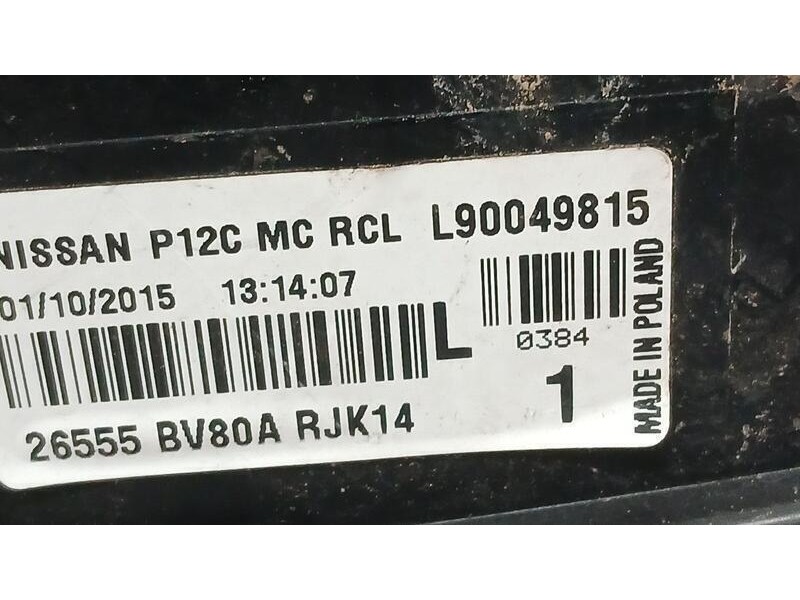 NISSAN P12C MC RCL L90049815
01/10/2015 13:14:07
L
0384
1
26555 BV80A RJK14
MADE IN POLAND